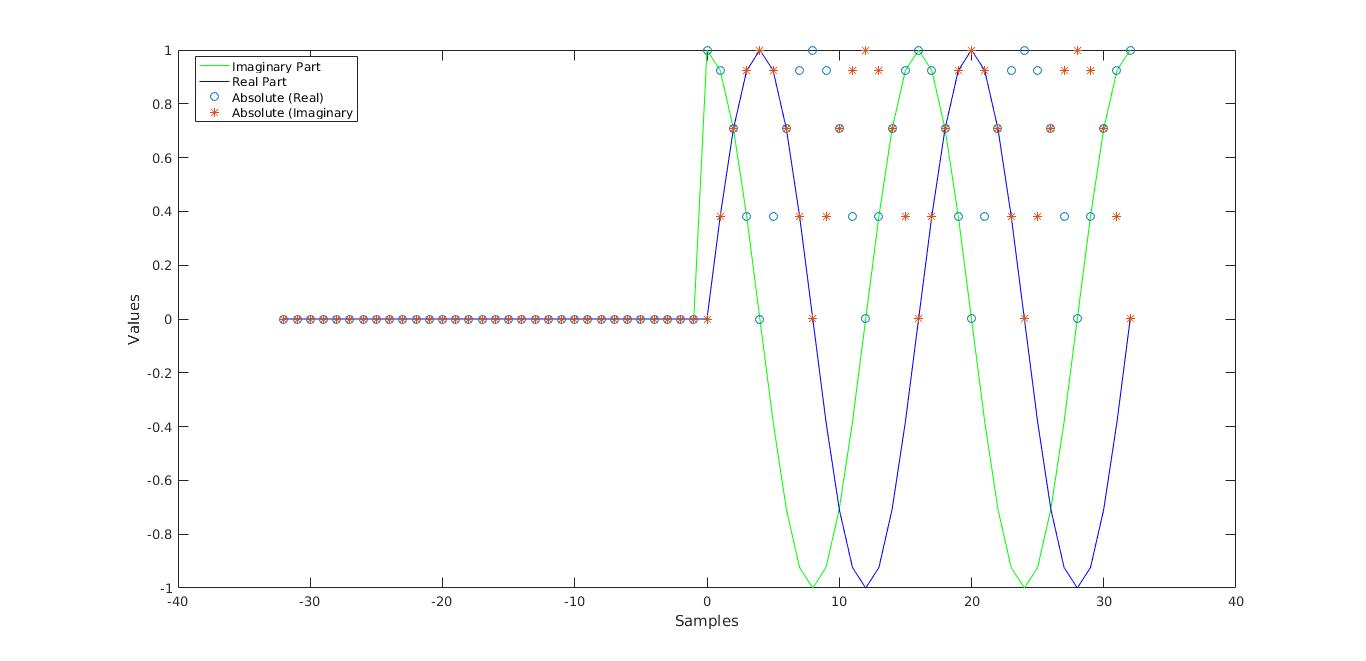 1
0.8
0.6
0.4
0.2
0
-0.2
-0.4
-0.6
-0.8
-1
Values
Imaginary Part
Real Part
Absolute (Real)
Absolute (Imaginary
-40 -30 -20 -10 0 10 20 30 40
Samples